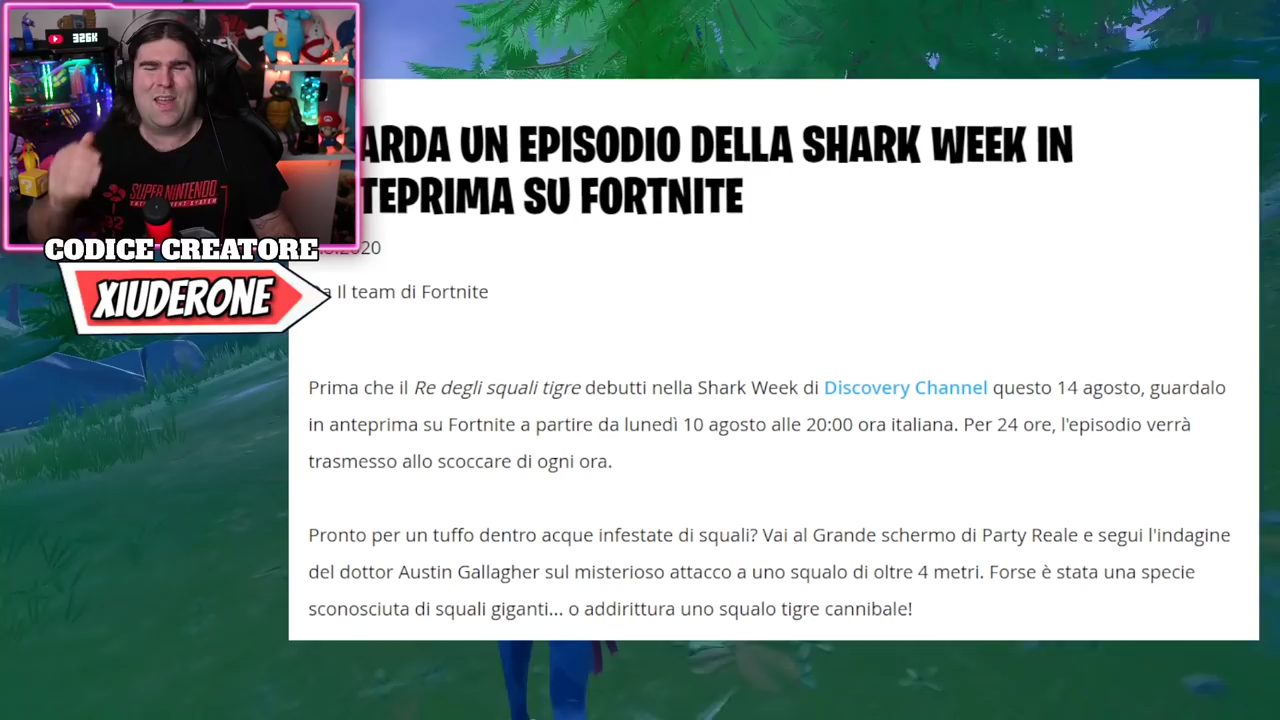 326K
ARDA UN EPISODIO DELLA SHARK WEEK IN
TEPRIMA SU FORTNITE
2020
Il team di Fortnite
SUPER NINTENDO
92
CODICE CREATORE
XIUDERONE
Prima che il Re degli squali tigre debutti nella Shark Week di Discovery Channel questo 14 agosto, guardalo
in anteprima su Fortnite a partire da lunedì 10 agosto alle 20:00 ora italiana. Per 24 ore, l'episodio verrà
trasmesso allo scoccare di ogni ora.
Pronto per un tuffo dentro acque infestate di squali? Vai al Grande schermo di Party Reale e segui l'indagine
del dottor Austin Gallagher sul misterioso attacco a uno squalo di oltre 4 metri. Forse è stata una specie
sconosciuta di squali giganti... o addirittura uno squalo tigre cannibale!